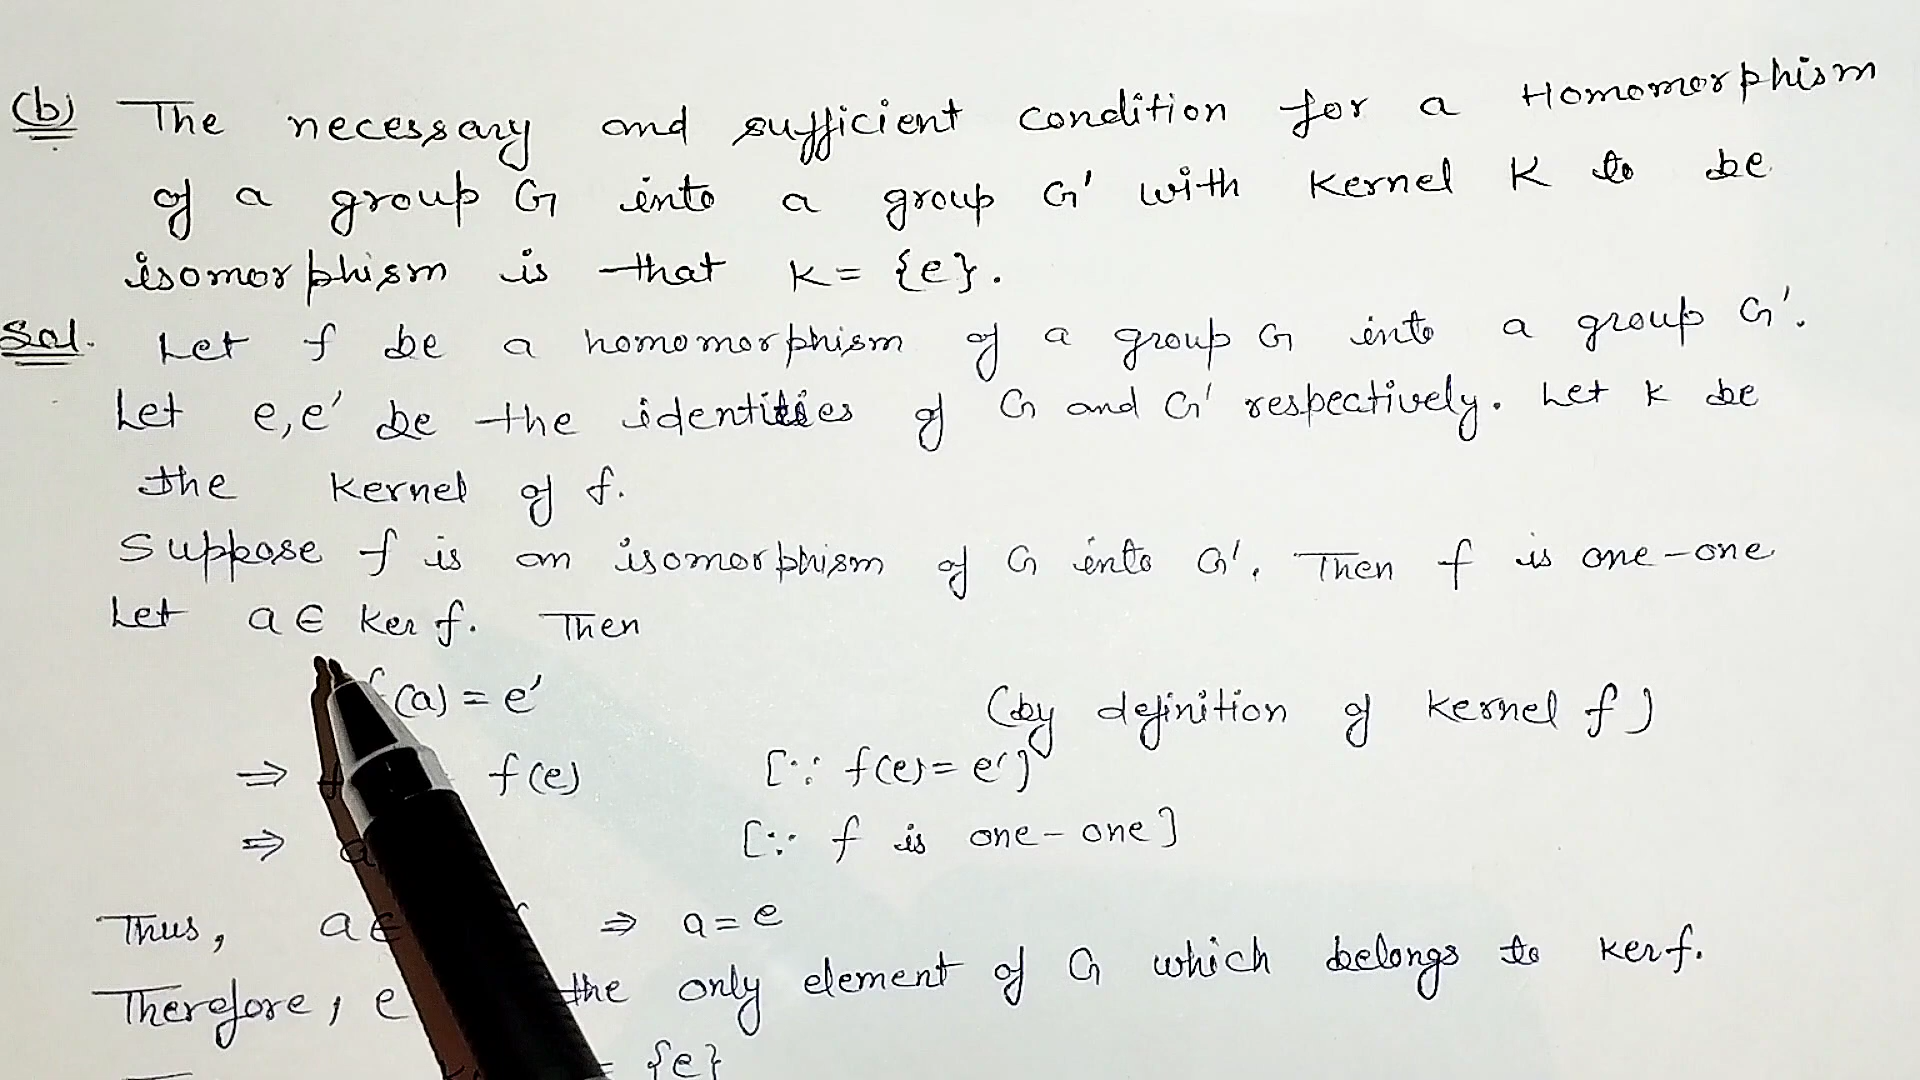 (b) The necessary and sufficient condition for a Homomorphism
of a group G into a group G' with Kernel K to be
isomorphism is that K = {e}.
Sol. Let f be a homomorphism of a group G into a group G'.
Let e, e' be the identities of G and G' respectively. Let K be
the Kernel of f.
Suppose f is an isomorphism of G into G'. Then f is one-one
Let a ∈ Ker f. Then
(a) = e' (by definition of Kernel f)
⇒ f(e) [∵ f(e) = e']
⇒ a [∵ f is one-one]
Thus, a ∈ ⇒ a = e
Therefore, e the only element of G which belongs to Ker f.
= {e}